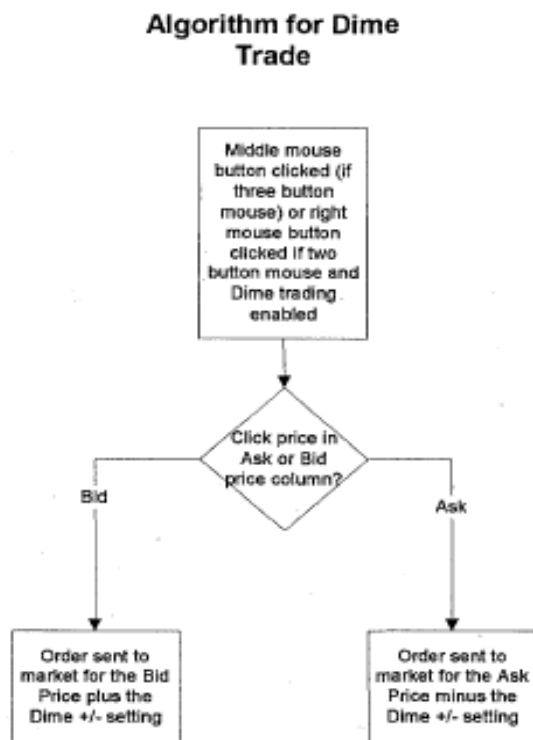 Algorithm for Dime
Trade
Middle mouse
button clicked (if
three button
mouse) or right
mouse button
clicked if two
button mouse and
Dime trading
enabled
Click price in
Ask or Bid
price column?
Bid
Ask
Order sent to
market for the Bid
Price plus the
Dime +/- setting
Order sent to
market for the Ask
Price minus the
Dime +/- setting